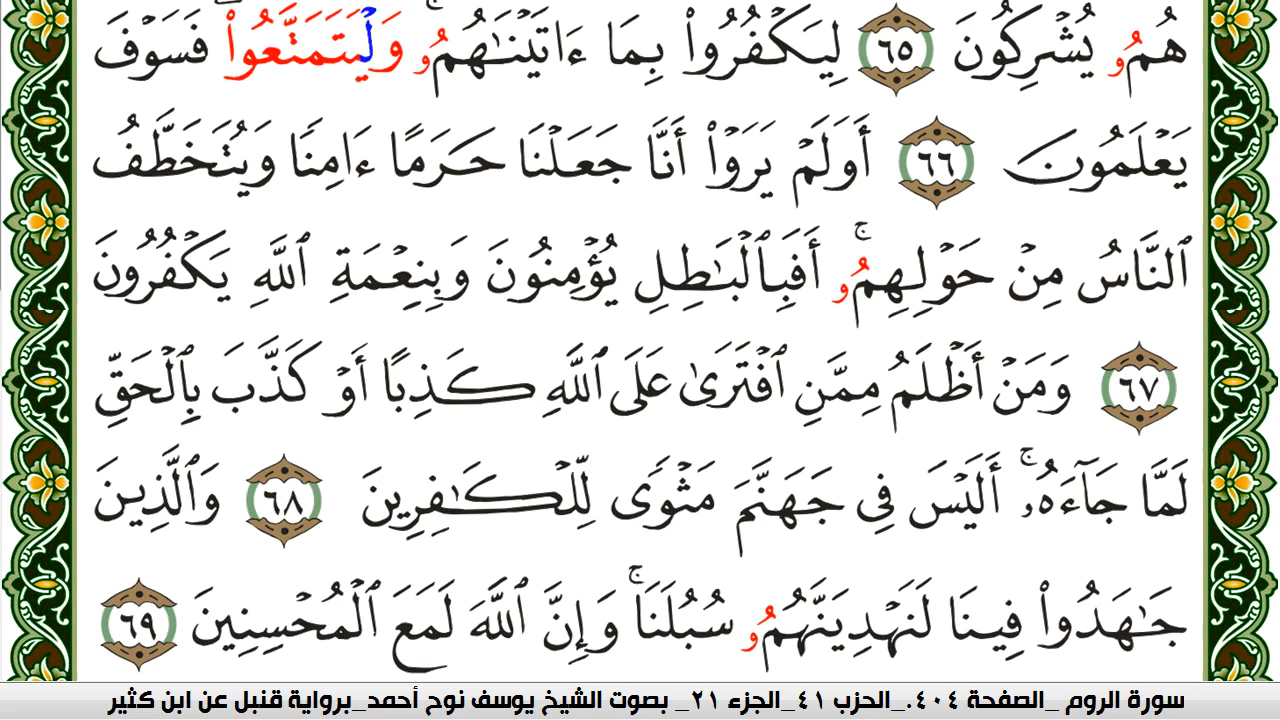 هُمُۥ يُشۡرِكُونَ ٦٥ لِيَكۡفُرُواْ بِمَا ءَاتَيۡنَٰهُمُۥۚ وَلۡيَتَمَتَّعُواْۖ فَسَوۡفَ
يَعۡلَمُونَ ٦٦ أَوَلَمۡ يَرَوۡاْ أَنَّا جَعَلۡنَا حَرَمًا ءَامِنٗا وَيُتَخَطَّفُ
ٱلنَّاسُ مِنۡ حَوۡلِهِمُۥۚ أَفَبِٱلۡبَٰطِلِ يُؤۡمِنُونَ وَبِنِعۡمَةِ ٱللَّهِ يَكۡفُرُونَ
٦٧ وَمَنۡ أَظۡلَمُ مِمَّنِ ٱفۡتَرَىٰ عَلَى ٱللَّهِ كَذِبًا أَوۡ كَذَّبَ بِٱلۡحَقِّ
لَمَّا جَآءَهُۥۚ أَلَيۡسَ فِي جَهَنَّمَ مَثۡوٗى لِّلۡكَٰفِرِينَ ٦٨ وَٱلَّذِينَ
جَٰهَدُواْ فِينَا لَنَهۡدِيَنَّهُمُۥ سُبُلَنَاۚ وَإِنَّ ٱللَّهَ لَمَعَ ٱلۡمُحۡسِنِينَ ٦٩
سورة الروم _الصفحة ٤٠٤._الحزب ٤١_الجزء ٢١_ بصوت الشيخ يوسف نوح أحمد_برواية قنبل عن ابن كثير